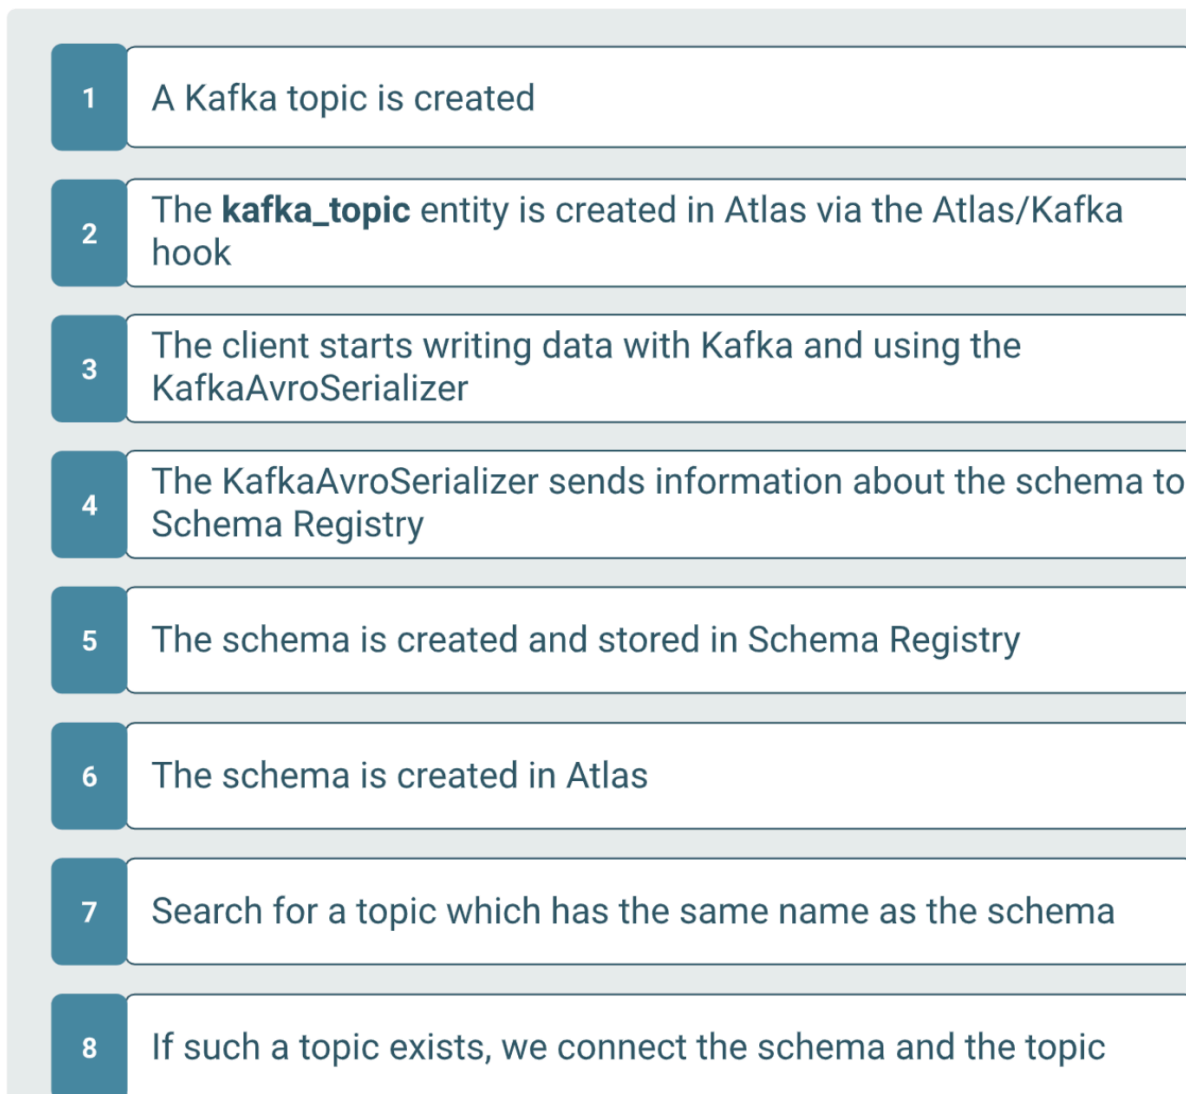 1
A Kafka topic is created
2
The kafka_topic entity is created in Atlas via the Atlas/Kafka
hook
3
The client starts writing data with Kafka and using the
KafkaAvroSerializer
4
The KafkaAvroSerializer sends information about the schema to
Schema Registry
5
The schema is created and stored in Schema Registry
6
The schema is created in Atlas
7
Search for a topic which has the same name as the schema
8
If such a topic exists, we connect the schema and the topic